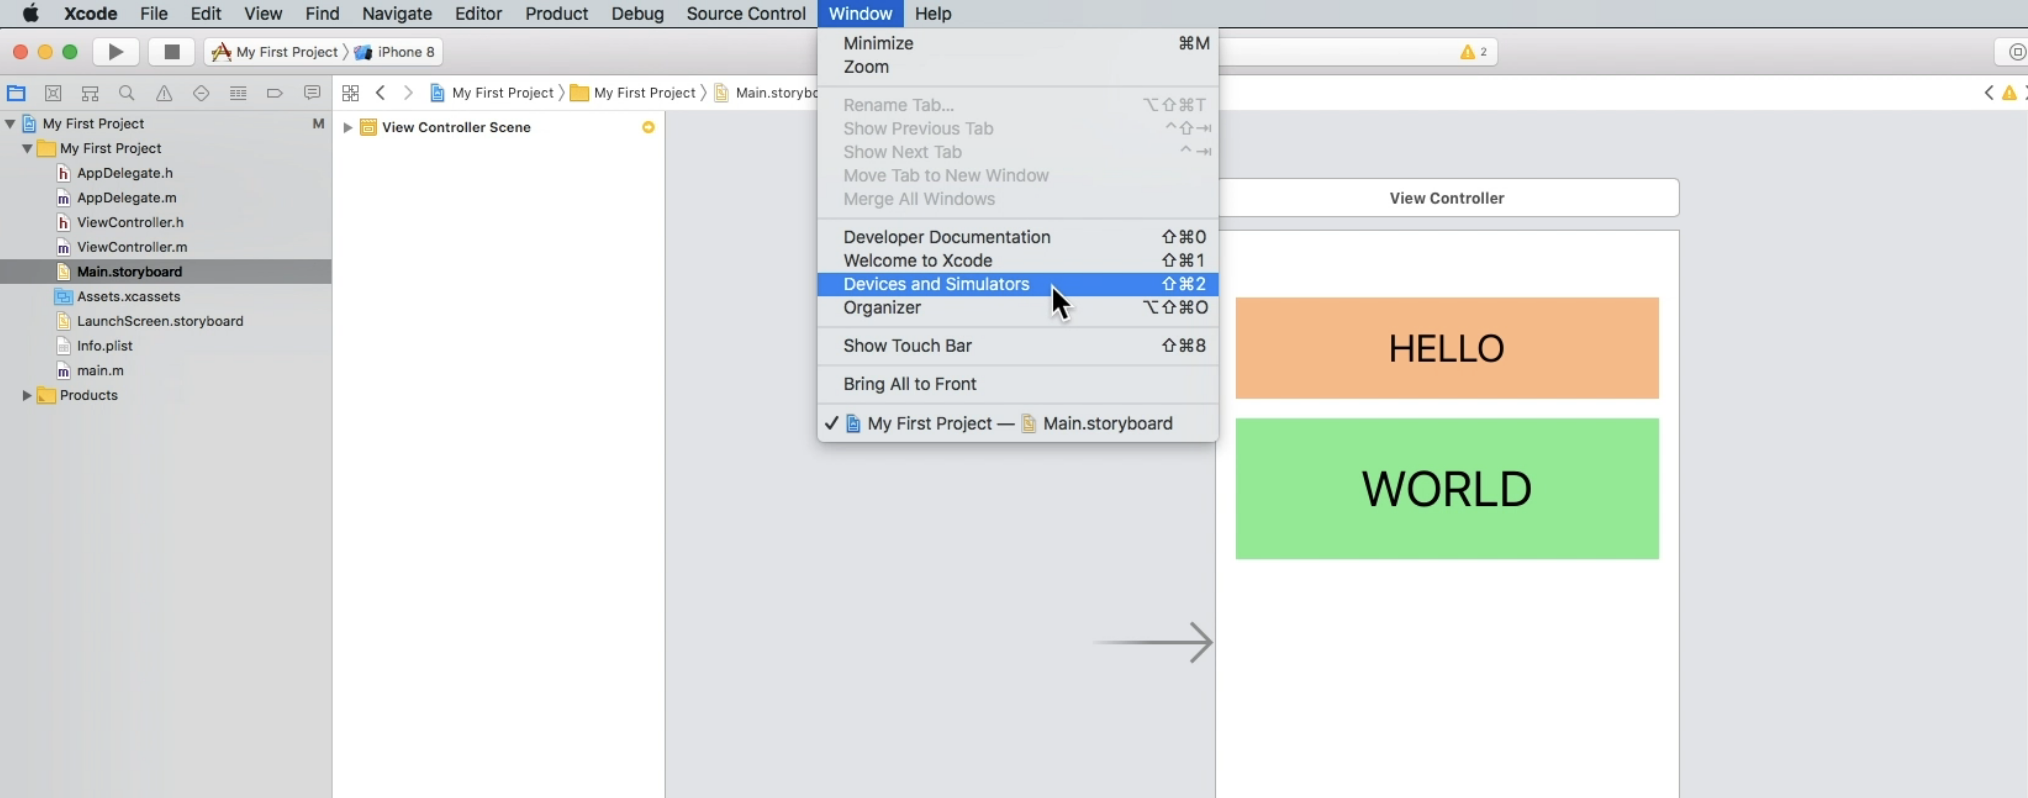 Xcode File Edit View Find Navigate Editor Product Debug Source Control Window Help
My First Project 〉 iPhone 8
2
My First Project 〉 My First Project 〉 Main.storybo
My First Project M
My First Project
h AppDelegate.h
m AppDelegate.m
h ViewController.h
m ViewController.m
Main.storyboard
Assets.xcassets
LaunchScreen.storyboard
Info.plist
m main.m
Products
View Controller Scene
Minimize ⌘M
Zoom
Rename Tab... ⌥⇧⌘T
Show Previous Tab ^⇧⇥
Show Next Tab ^⇥
Move Tab to New Window
Merge All Windows
Developer Documentation ⇧⌘0
Welcome to Xcode ⇧⌘1
Devices and Simulators ⇧⌘2
Organizer ⌥⇧⌘O
Show Touch Bar ⇧⌘8
Bring All to Front
✓ My First Project — Main.storyboard
View Controller
HELLO
WORLD